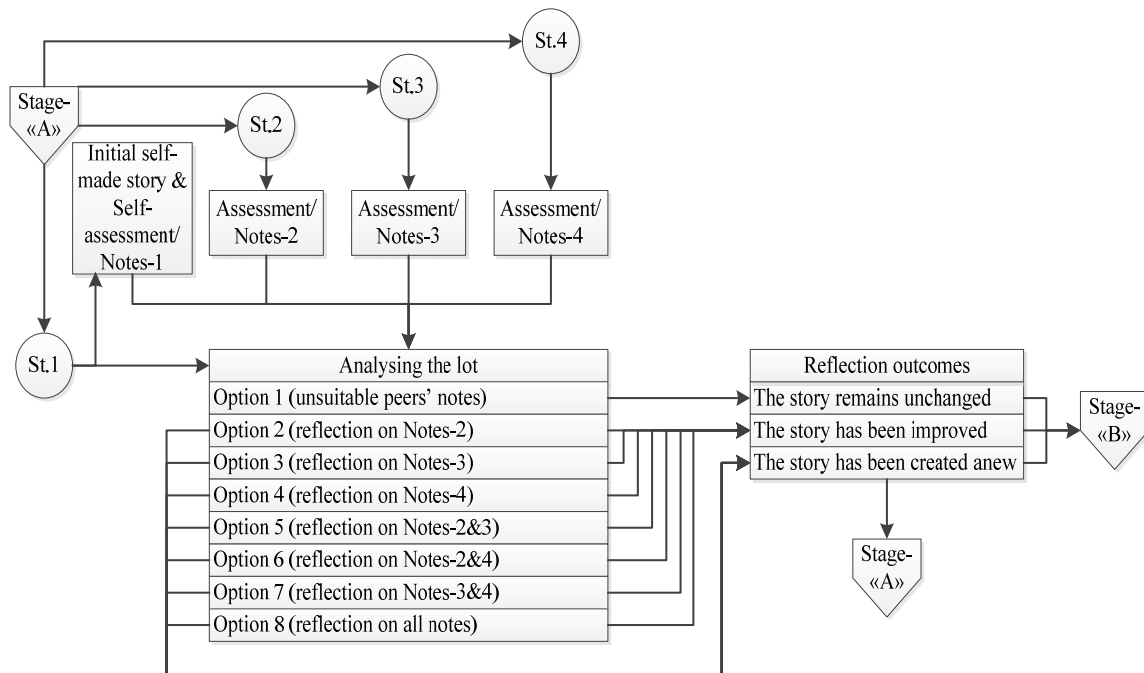 St.4
St.3
Stage-
«A»
St.2
Initial self-
made story &
Self-
assessment/
Notes-1
Assessment/
Notes-2
Assessment/
Notes-3
Assessment/
Notes-4
St.1
Analysing the lot
Option 1 (unsuitable peers’ notes)
Option 2 (reflection on Notes-2)
Option 3 (reflection on Notes-3)
Option 4 (reflection on Notes-4)
Option 5 (reflection on Notes-2&3)
Option 6 (reflection on Notes-2&4)
Option 7 (reflection on Notes-3&4)
Option 8 (reflection on all notes)
Reflection outcomes
The story remains unchanged
The story has been improved
The story has been created anew
Stage-
«B»
Stage-
«A»